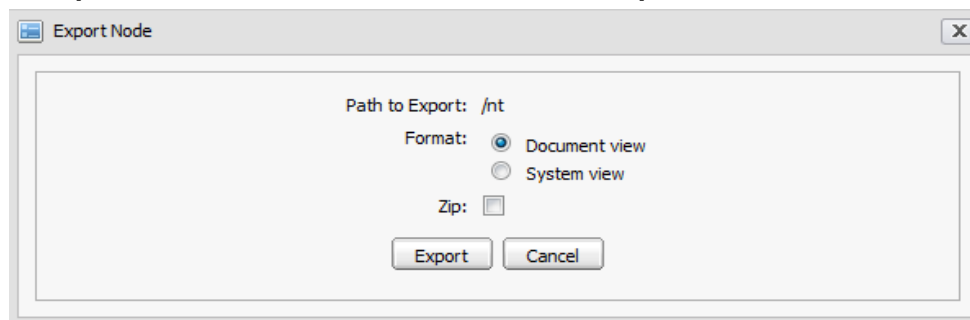 Export Node
X
Path to Export: /nt
Format: Document view
System view
Zip:
Export Cancel